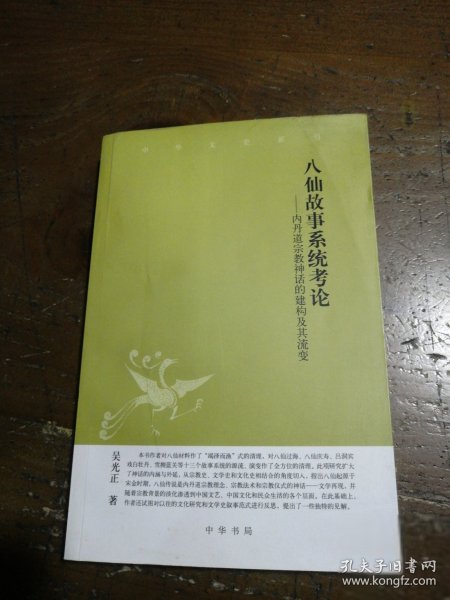 中华文史新刊
八仙故事系统考论
——内丹道宗教神话的建构及其流变
吴光正 著
本书作者对八仙材料作了“竭泽而渔”式的清理，对八仙过海、八仙庆寿、吕洞宾
戏白牡丹、雪拥蓝关等十三个故事系统的源流、演变作了全方位的清理。此项研究扩大
了神话的内涵与外延，从宗教史、文学史和文化史相结合的角度切入，指出八仙起源于
宋金时期，八仙传说是内丹道宗教理念、宗教法术和宗教仪式的神话——文学再现，并
随着宗教背景的淡化渗透到中国文艺、中国文化和民众生活的各个层面。在此基础上，
作者还试图对以往的文化研究和文学史叙事范式进行反思，提出了一些独特的见解。
中华书局
孔夫子旧书网
www.kongfz.com